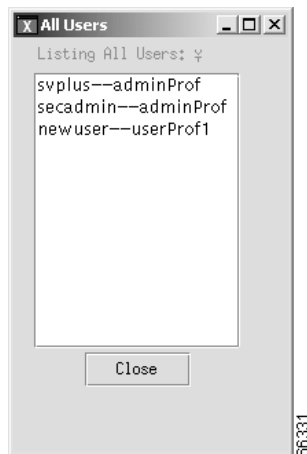 X All Users
Listing All Users: ¥
svplus--adminProf
secadmin--adminProf
newuser--userProf1
Close
66331